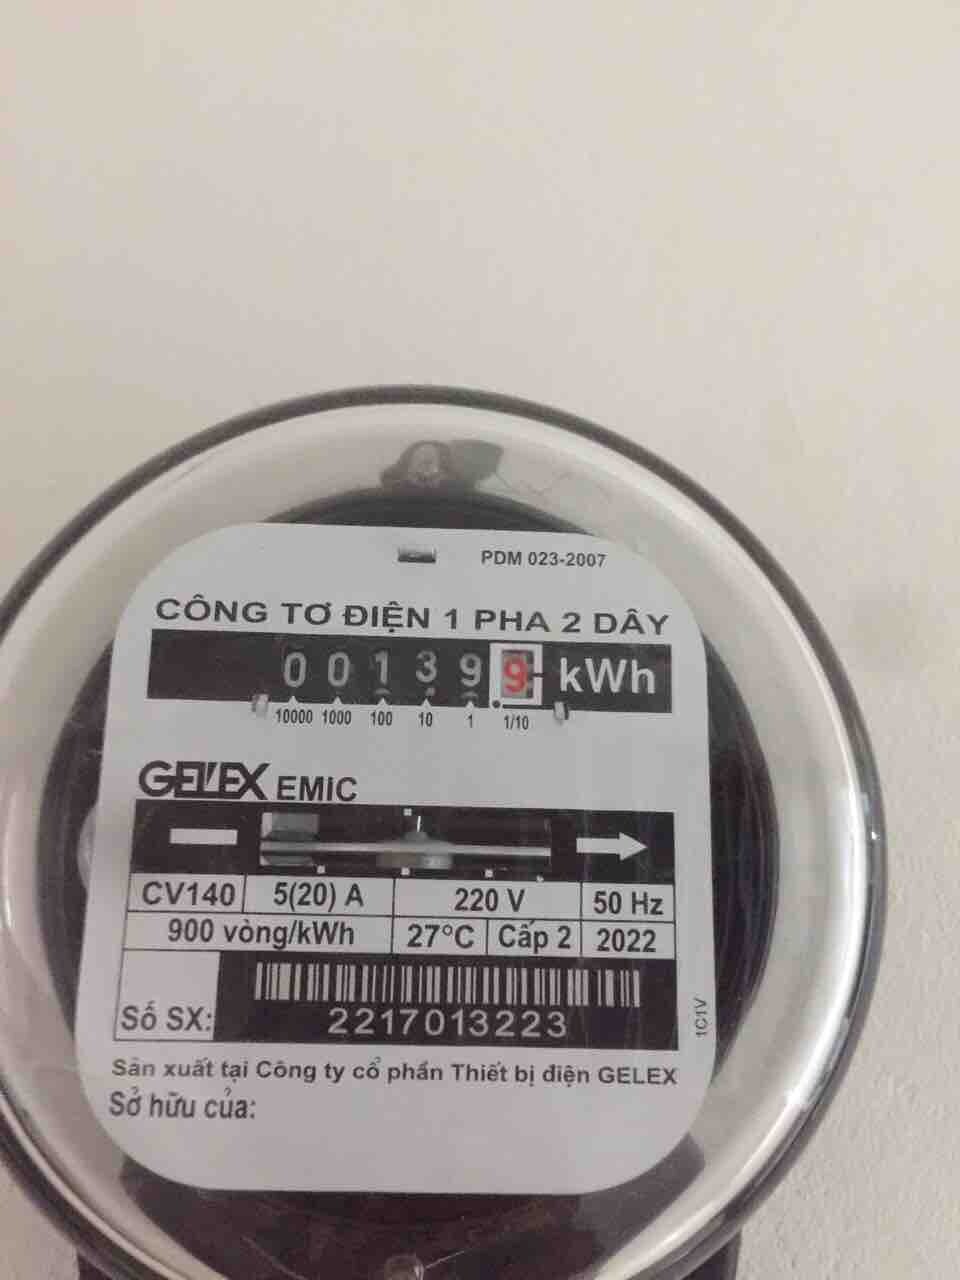 PDM 023-2007
CÔNG TƠ ĐIỆN 1 PHA 2 DÂY
0 0 1 3 9 9 kWh
10000 1000 100 10 1 1/10
GELEX EMIC
CV140 5(20) A 220 V 50 Hz
900 vòng/kWh 27°C Cấp 2 2022
Số SX: 2217013223
1C1V
Sản xuất tại Công ty cổ phần Thiết bị điện GELEX
Sở hữu của: